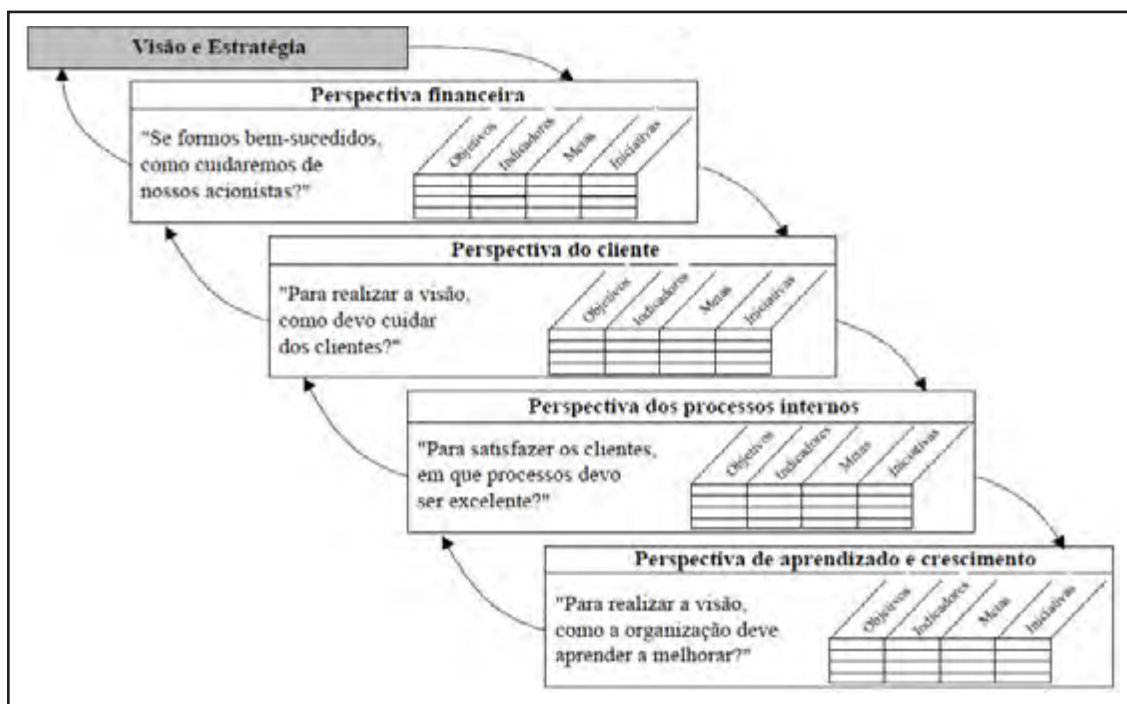 Visão e Estratégia
Perspectiva financeira
"Se formos bem-sucedidos,
como cuidaremos de
nossos acionistas?"
Objetivos
Indicadores
Metas
Iniciativas
Perspectiva do cliente
"Para realizar a visão,
como devo cuidar
dos clientes?"
Objetivos
Indicadores
Metas
Iniciativas
Perspectiva dos processos internos
"Para satisfazer os clientes,
em que processos devo
ser excelente?"
Objetivos
Indicadores
Metas
Iniciativas
Perspectiva de aprendizado e crescimento
"Para realizar a visão,
como a organização deve
aprender a melhorar?"
Objetivos
Indicadores
Metas
Iniciativas